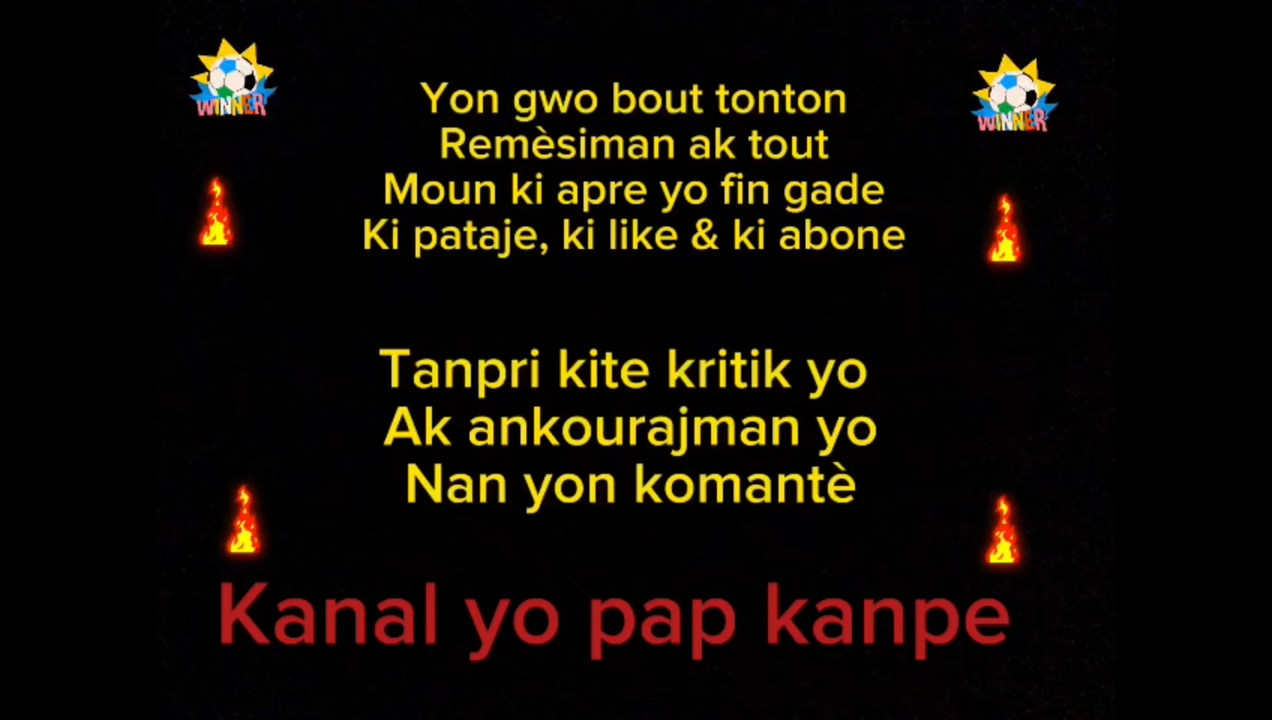 WINNER
WINNER
Yon gwo bout tonton
Remèsiman ak tout
Moun ki apre yo fin gade
Ki pataje, ki like & ki abone
Tanpri kite kritik yo
Ak ankourajman yo
Nan yon komantè
Kanal yo pap kanpe